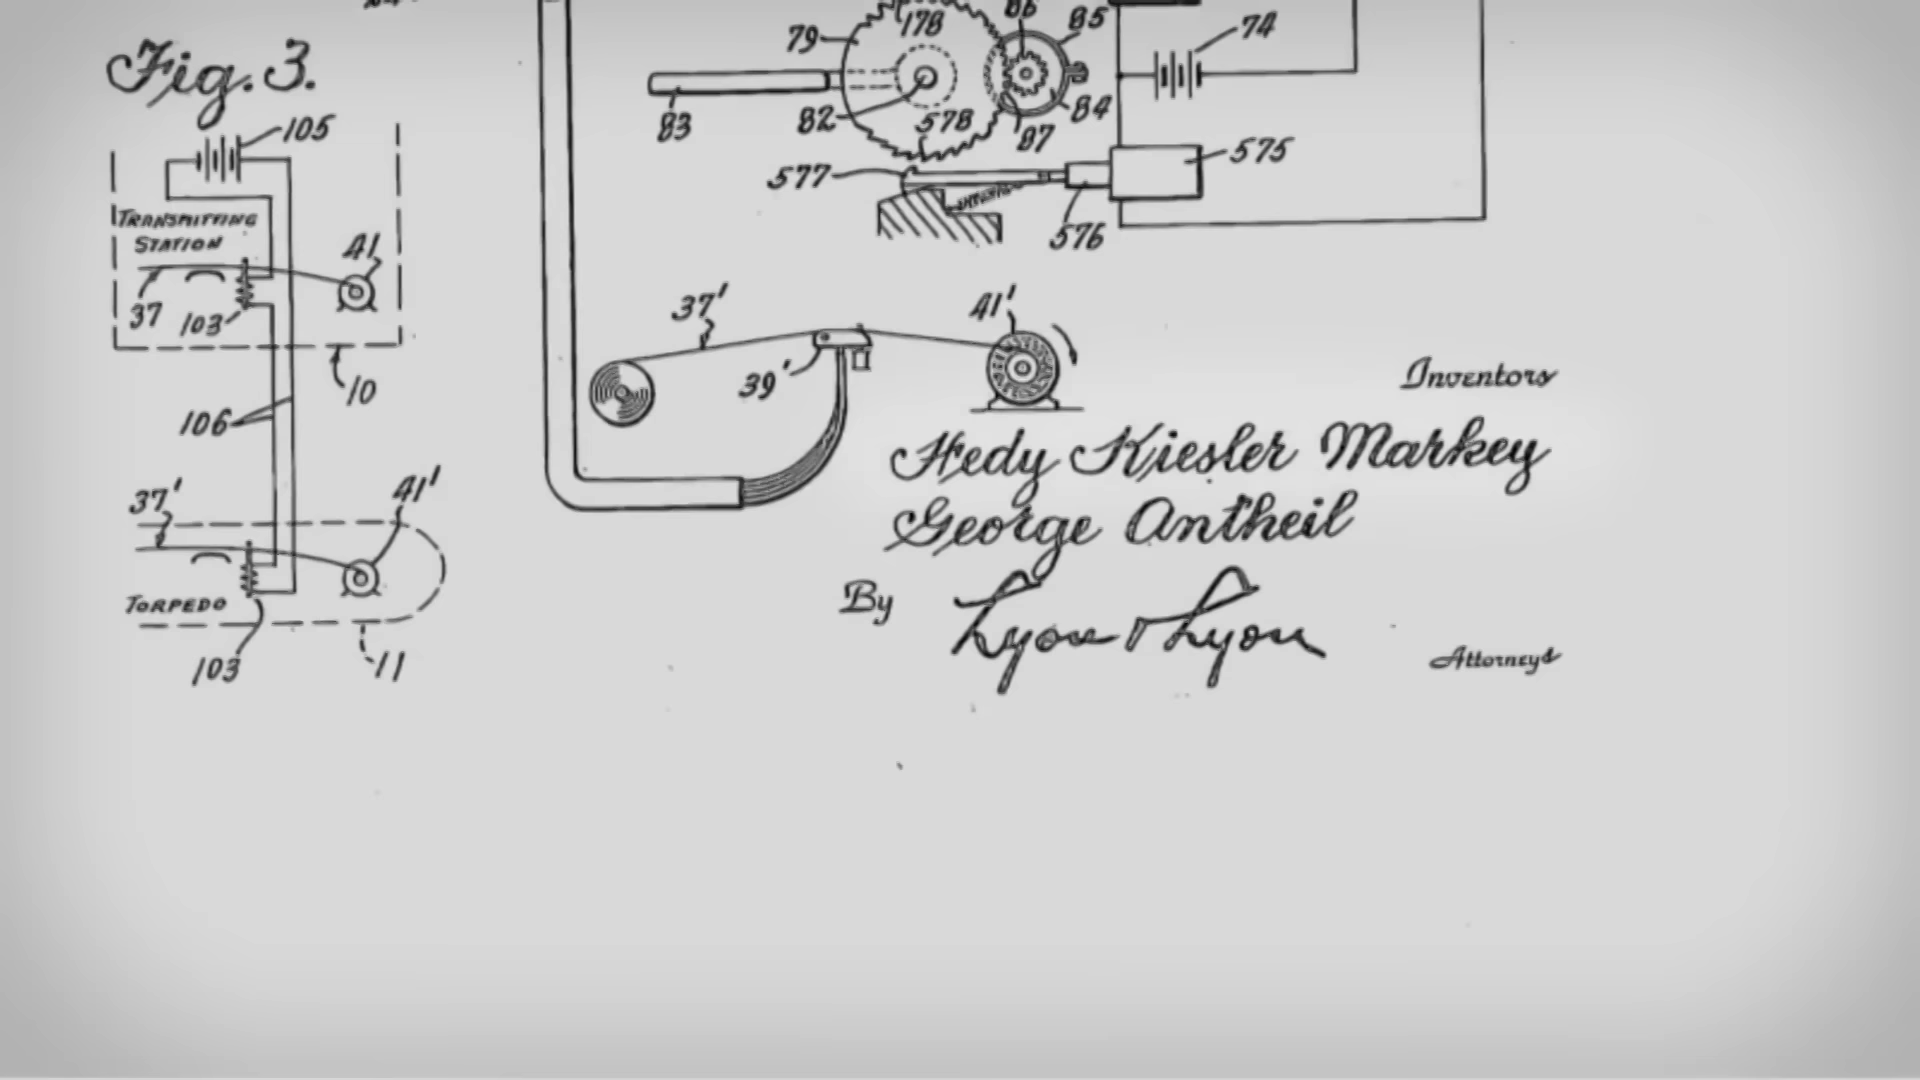 Fig. 3.
105
TRANSMITTING
STATION
41
37
103
10
106
37'
41'
TORPEDO
103
11
79
178
86
85
74
83
82
578
87
84
577
575
576
37'
41'
39'
Inventors
Hedy Kiesler Markey
George Antheil
By
Lyon & Lyon
Attorneys